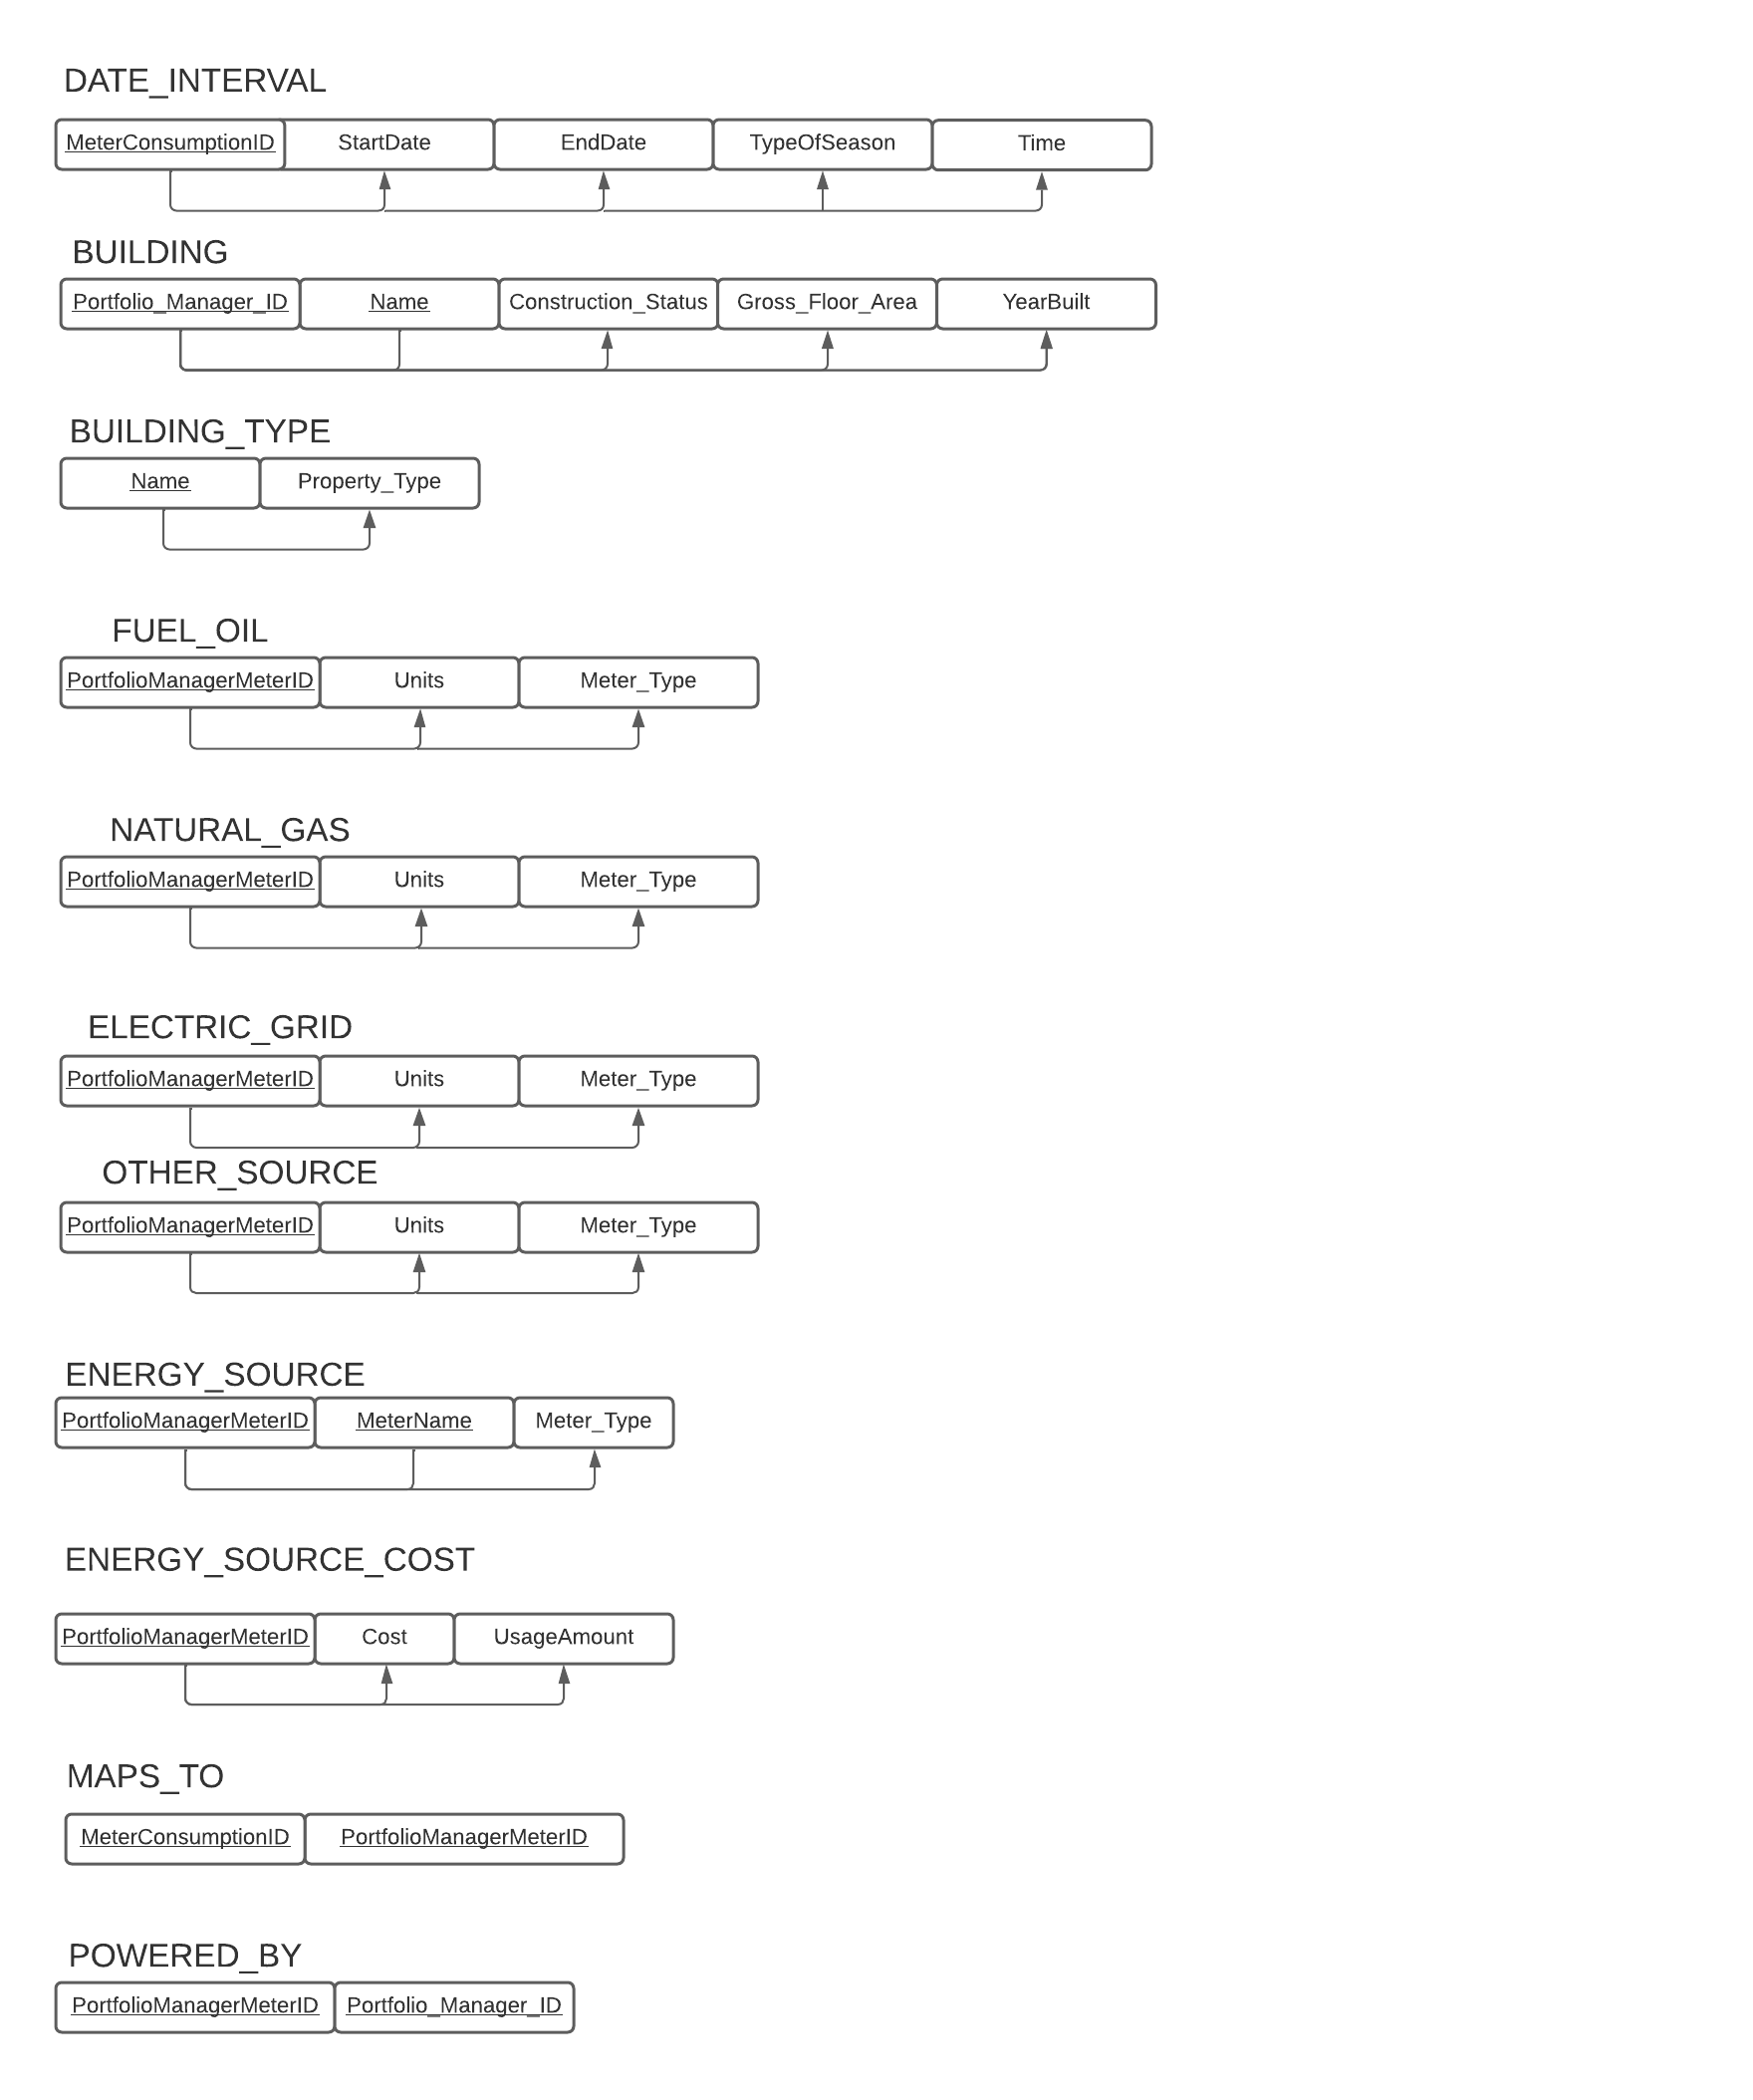 DATE_INTERVAL
MeterConsumptionID StartDate EndDate TypeOfSeason Time
BUILDING
Portfolio_Manager_ID Name Construction_Status Gross_Floor_Area YearBuilt
BUILDING_TYPE
Name Property_Type
FUEL_OIL
PortfolioManagerMeterID Units Meter_Type
NATURAL_GAS
PortfolioManagerMeterID Units Meter_Type
ELECTRIC_GRID
PortfolioManagerMeterID Units Meter_Type
OTHER_SOURCE
PortfolioManagerMeterID Units Meter_Type
ENERGY_SOURCE
PortfolioManagerMeterID MeterName Meter_Type
ENERGY_SOURCE_COST
PortfolioManagerMeterID Cost UsageAmount
MAPS_TO
MeterConsumptionID PortfolioManagerMeterID
POWERED_BY
PortfolioManagerMeterID Portfolio_Manager_ID